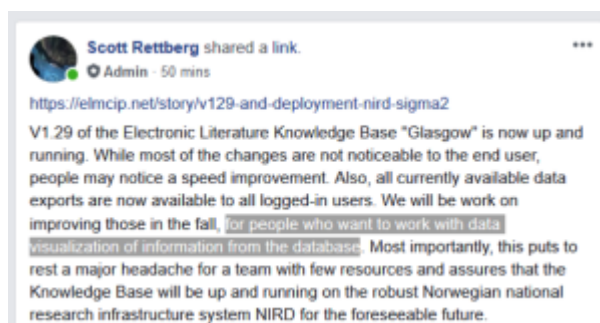 Scott Rettberg shared a link.
Admin · 50 mins
https://elmcip.net/story/v129-and-deployment-nird-sigma2
V1.29 of the Electronic Literature Knowledge Base "Glasgow" is now up and
running. While most of the changes are not noticeable to the end user,
people may notice a speed improvement. Also, all currently available data
exports are now available to all logged-in users. We will be work on
improving those in the fall, for people who want to work with data
visualization of information from the database. Most importantly, this puts to
rest a major headache for a team with few resources and assures that the
Knowledge Base will be up and running on the robust Norwegian national
research infrastructure system NIRD for the foreseeable future.